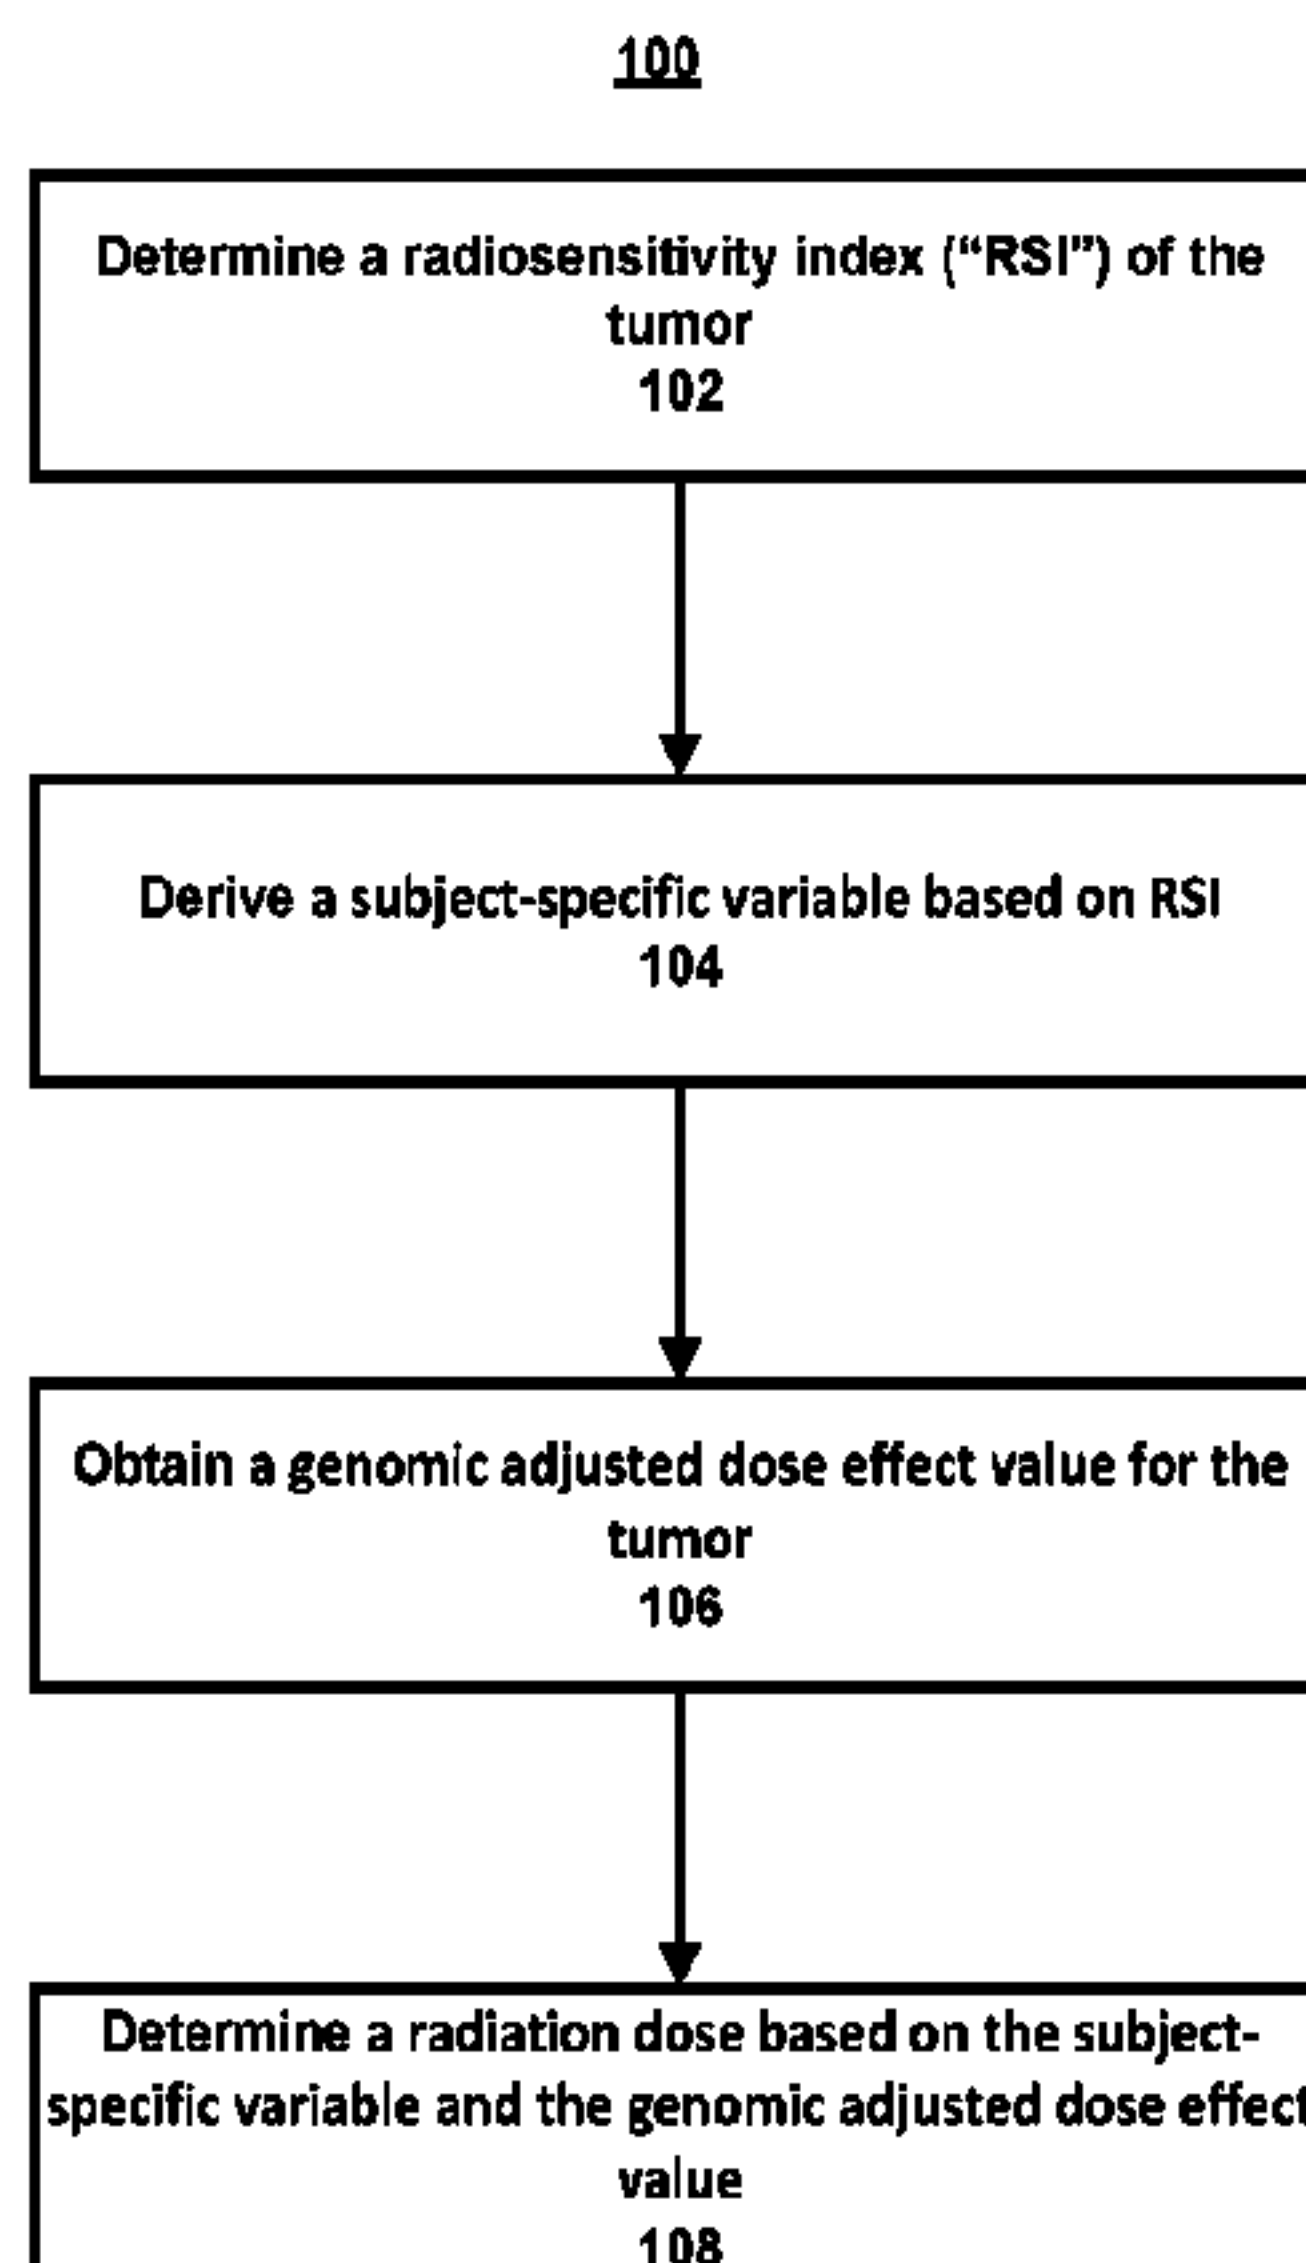 100
Determine a radiosensitivity index (“RSI”) of the
tumor
102
Derive a subject-specific variable based on RSI
104
Obtain a genomic adjusted dose effect value for the
tumor
106
Determine a radiation dose based on the subject-
specific variable and the genomic adjusted dose effect
value
108